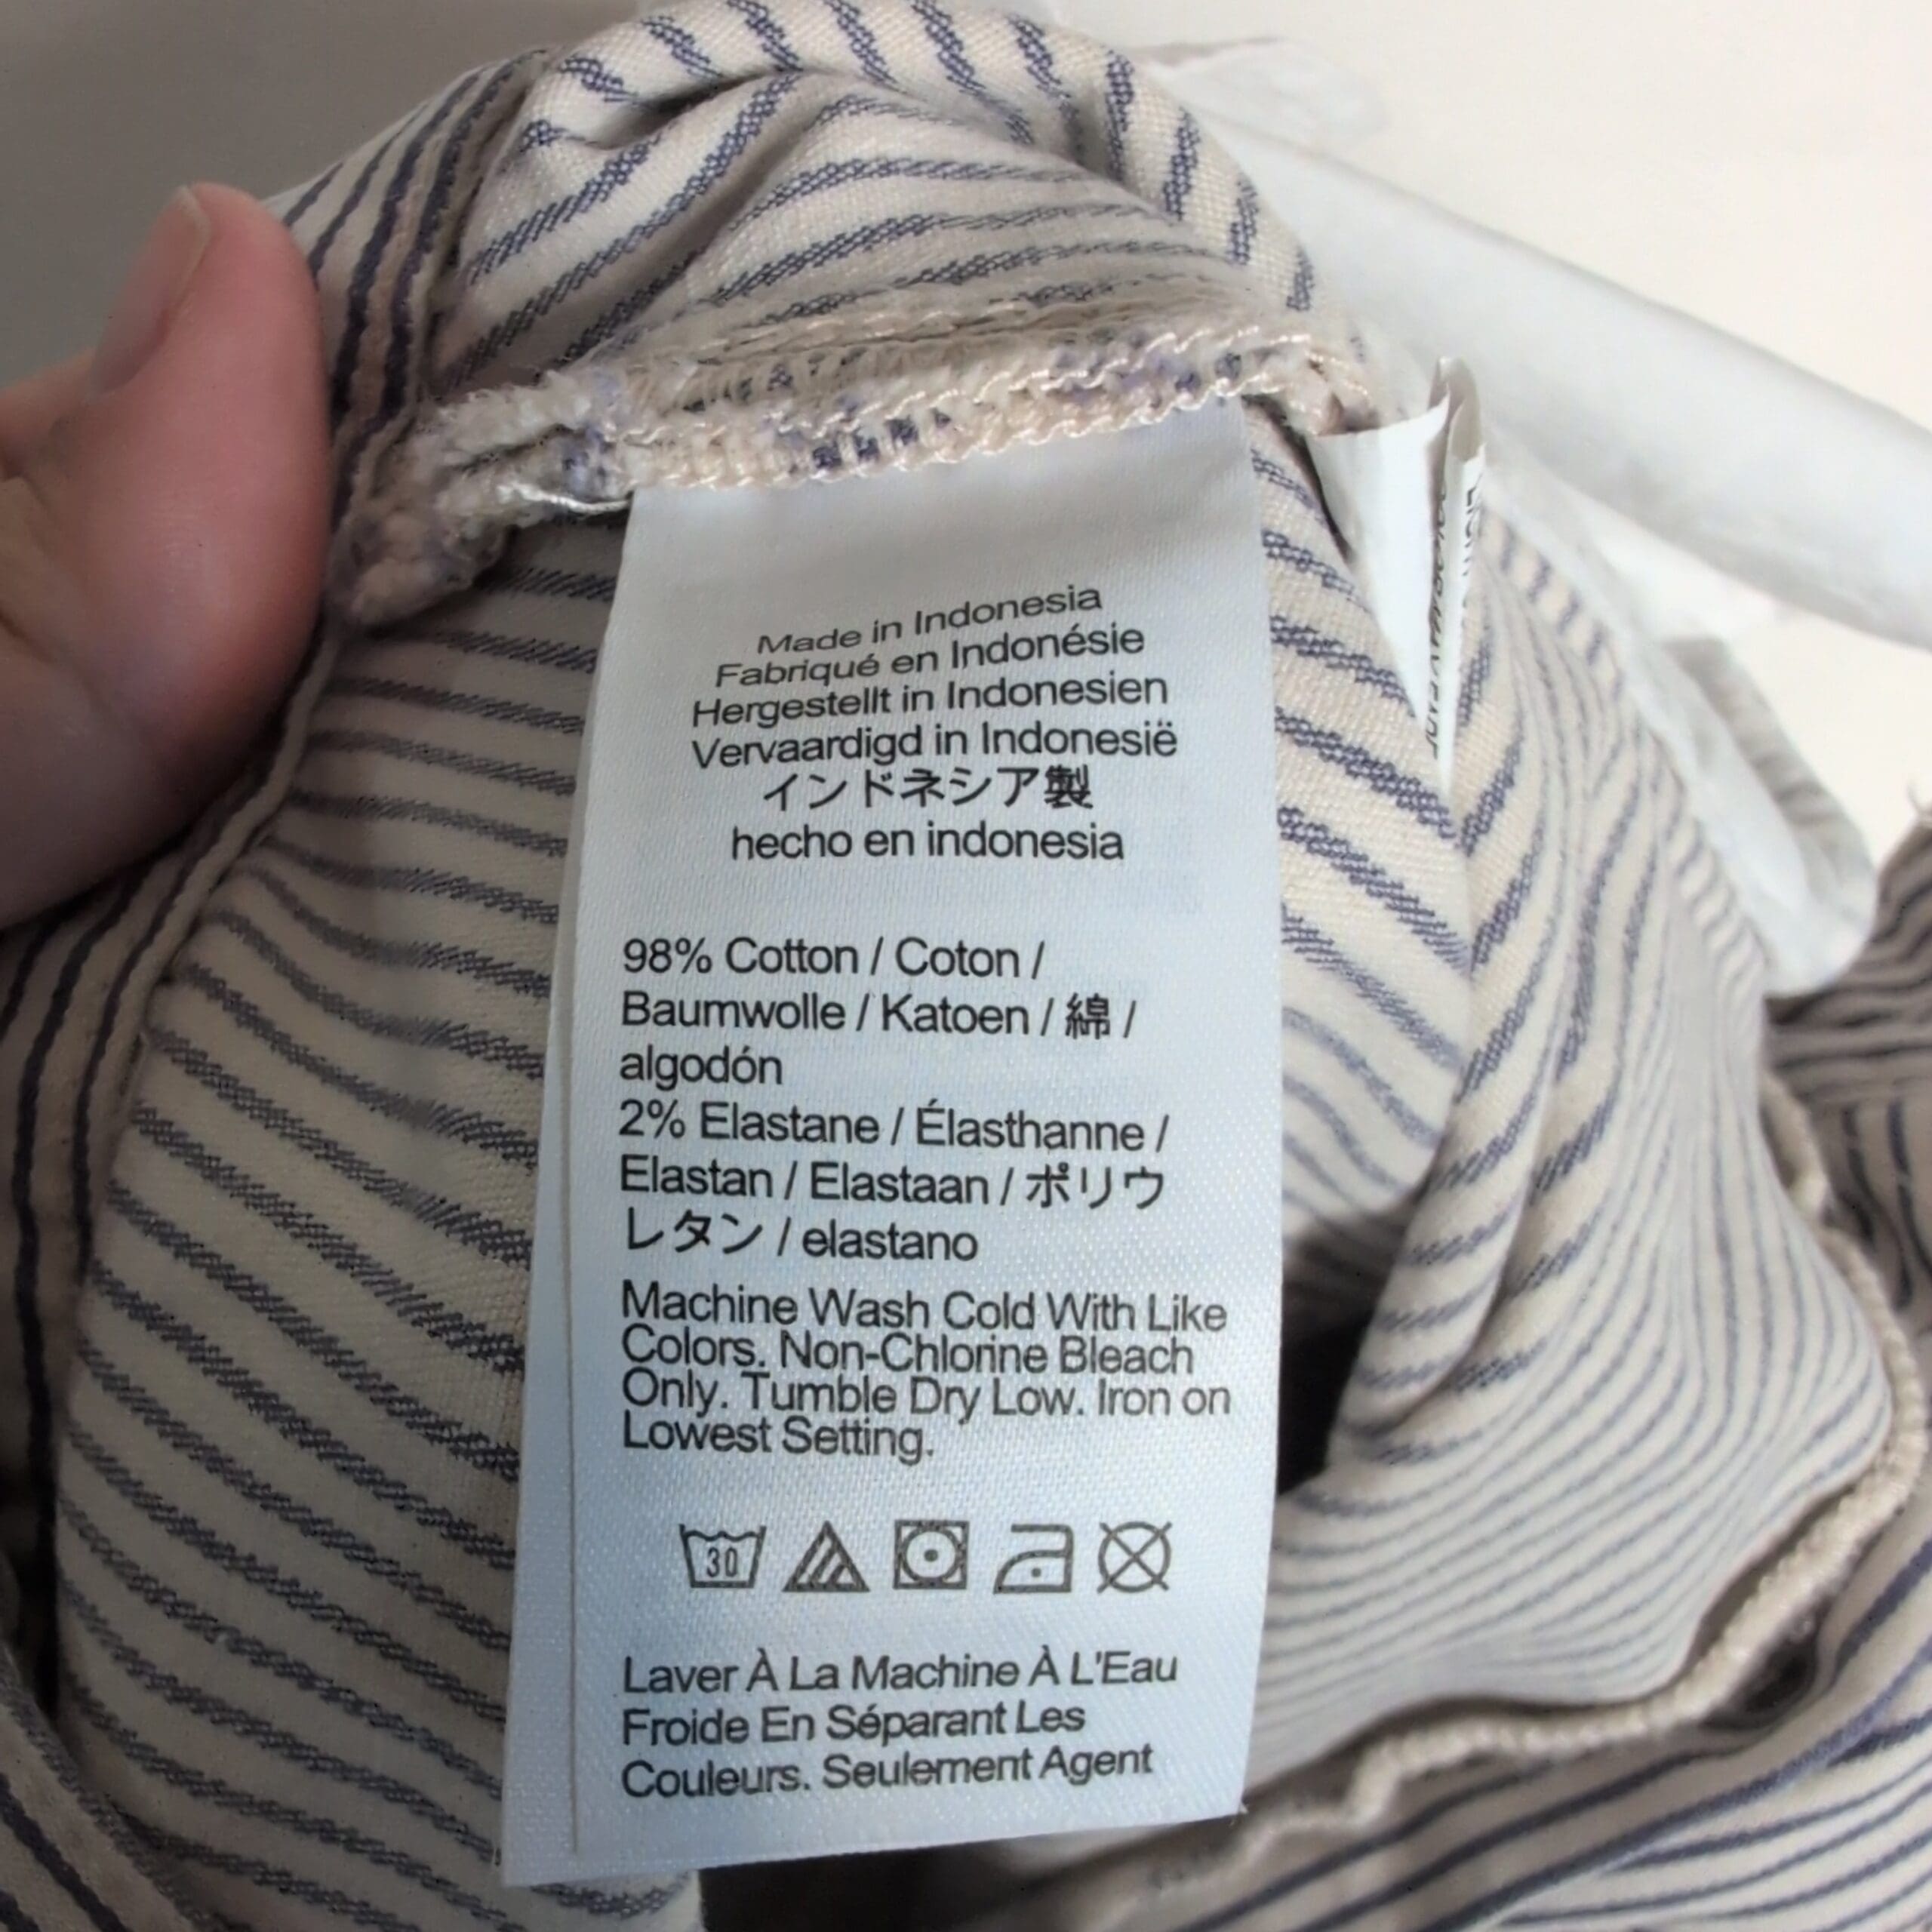 Made in Indonesia
Fabriqué en Indonésie
Hergestellt in Indonesien
Vervaardigd in Indonesië
インドネシア製
hecho en indonesia
98% Cotton / Coton /
Baumwolle / Katoen / 綿 /
algodón
2% Elastane / Élasthanne /
Elastan / Elastaan / ポリウ
レタン / elastano
Machine Wash Cold With Like
Colors. Non-Chlorine Bleach
Only. Tumble Dry Low. Iron on
Lowest Setting.
30
Laver À La Machine À L'Eau
Froide En Séparant Les
Couleurs. Seulement Agent